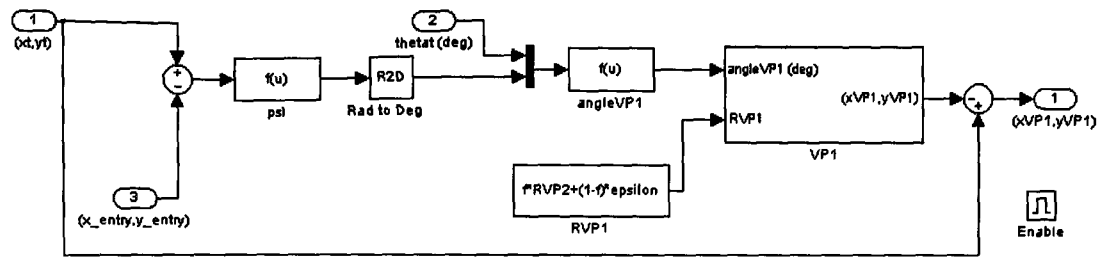 1
(xt,yt)
2
thetat (deg)
+
−
f(u)
psi
R2D
Rad to Deg
f(u)
angleVP1
angleVP1 (deg)
(xVP1,yVP1)
RVP1
VP1
−
+
1
(xVP1,yVP1)
3
(x_entry,y_entry)
f*RVP2+(1-f)*epsilon
RVP1
Enable